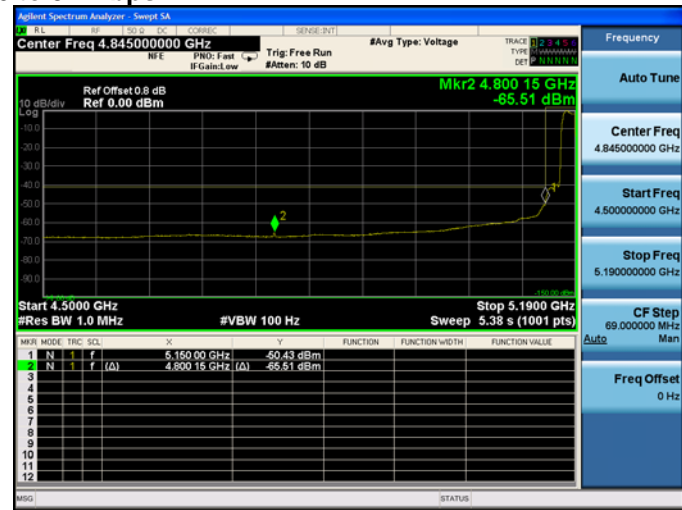 Agilent Spectrum Analyzer - Swept SA
RL RF 50 Ω DC CORREC SENSE:INT
Center Freq 4.845000000 GHz
NFE PNO: Fast Trig: Free Run
IFGain:Low #Atten: 10 dB
#Avg Type: Voltage
TRACE 1 2 3 4 5 6
TYPE
DET P N N N N N
Ref Offset 0.8 dB
10 dB/div Ref 0.00 dBm
Log
Mkr2 4.800 15 GHz
-65.51 dBm
-10.0
-20.0
-30.0
-40.0
-50.0
-60.0
-70.0
-80.0
-90.0
2
1
-150.00 dBm
Start 4.5000 GHz Stop 5.1900 GHz
#Res BW 1.0 MHz #VBW 100 Hz Sweep 5.38 s (1001 pts)
MKR MODE TRC SCL X Y FUNCTION FUNCTION WIDTH FUNCTION VALUE
1 N 1 f 5.150 00 GHz -50.43 dBm
2 N 1 f (Δ) 4.800 15 GHz (Δ) -65.51 dBm
3
4
5
6
7
8
9
10
11
12
MSG STATUS
Frequency
Auto Tune
Center Freq
4.845000000 GHz
Start Freq
4.500000000 GHz
Stop Freq
5.190000000 GHz
CF Step
69.000000 MHz
Auto Man
Freq Offset
0 Hz